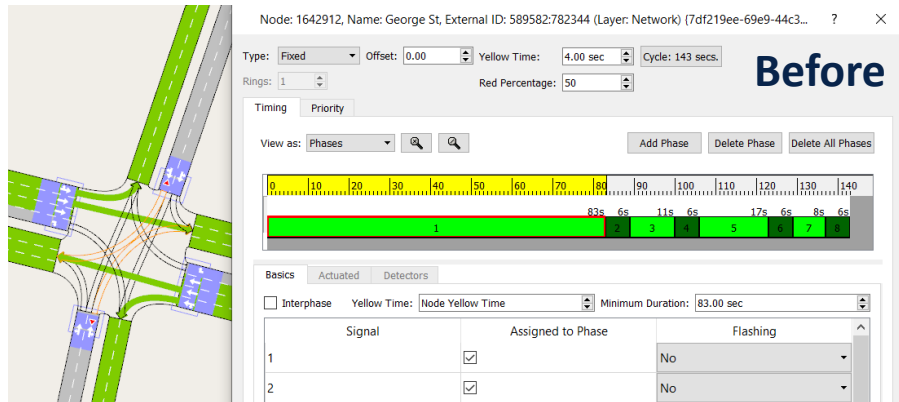 Node: 1642912, Name: George St, External ID: 589582:782344 (Layer: Network) {7df219ee-69e9-44c3... ? ×
Type: Fixed Offset: 0.00 Yellow Time: 4.00 sec Cycle: 143 secs.
Before
Rings: 1 Red Percentage: 50
Timing Priority
View as: Phases Add Phase Delete Phase Delete All Phases
0 10 20 30 40 50 60 70 80 90 100 110 120 130 140
83s 6s 11s 6s 17s 6s 8s 6s
1 2 3 4 5 6 7 8
Basics Actuated Detectors
Interphase Yellow Time: Node Yellow Time Minimum Duration: 83.00 sec
Signal Assigned to Phase Flashing
1 No
2 No